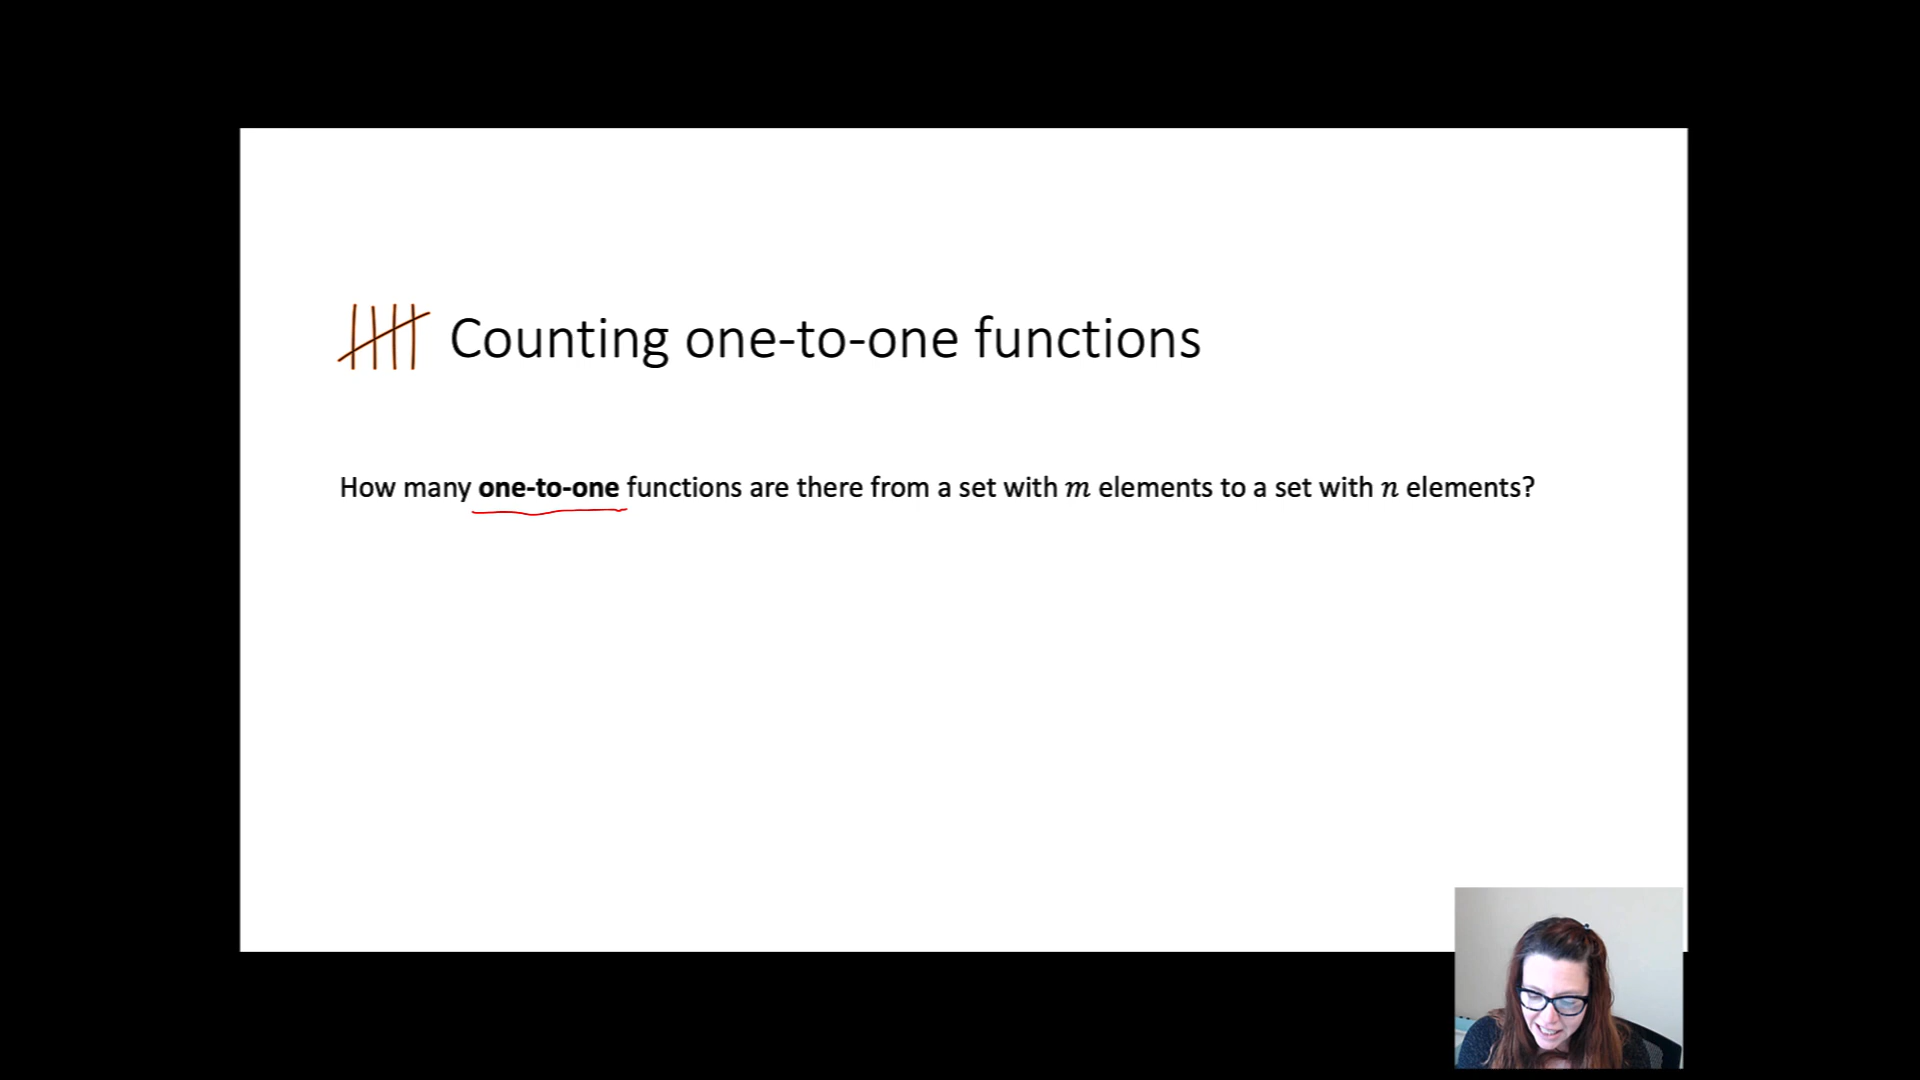 Counting one-to-one functions
How many one-to-one functions are there from a set with m elements to a set with n elements?